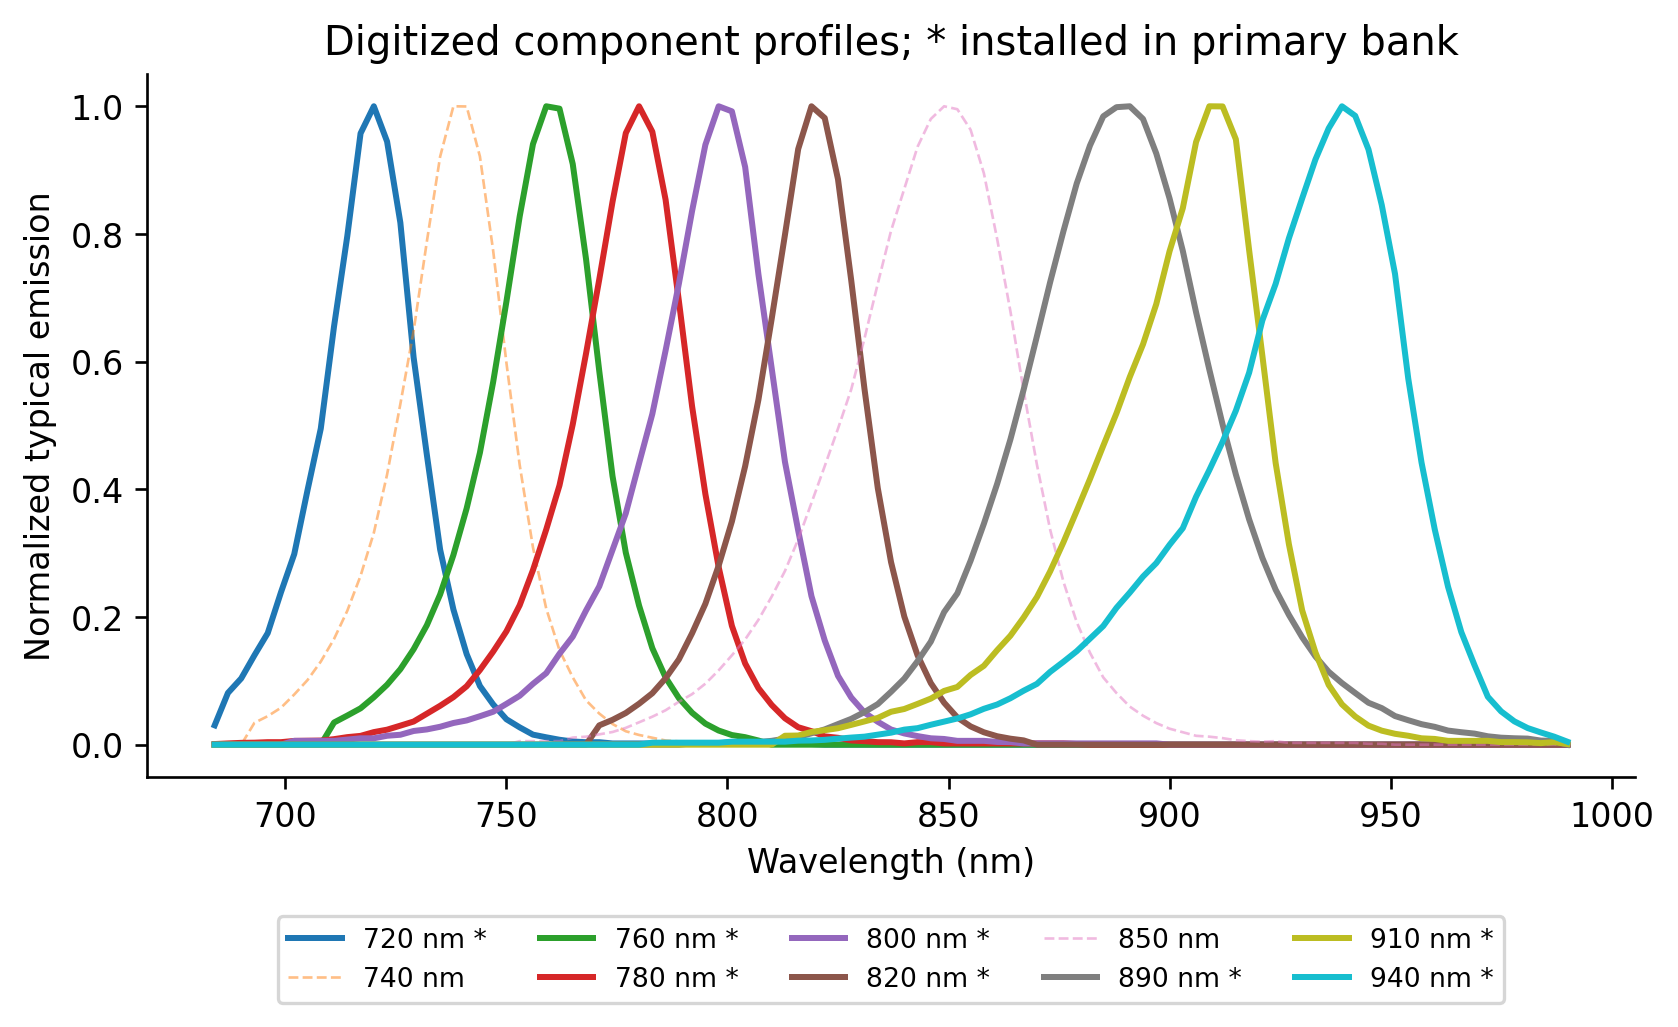 Digitized component profiles; * installed in primary bank
Normalized typical emission
1.0
0.8
0.6
0.4
0.2
0.0
700 750 800 850 900 950 1000
Wavelength (nm)
720 nm * 760 nm * 800 nm * 850 nm 910 nm *
740 nm 780 nm * 820 nm * 890 nm * 940 nm *